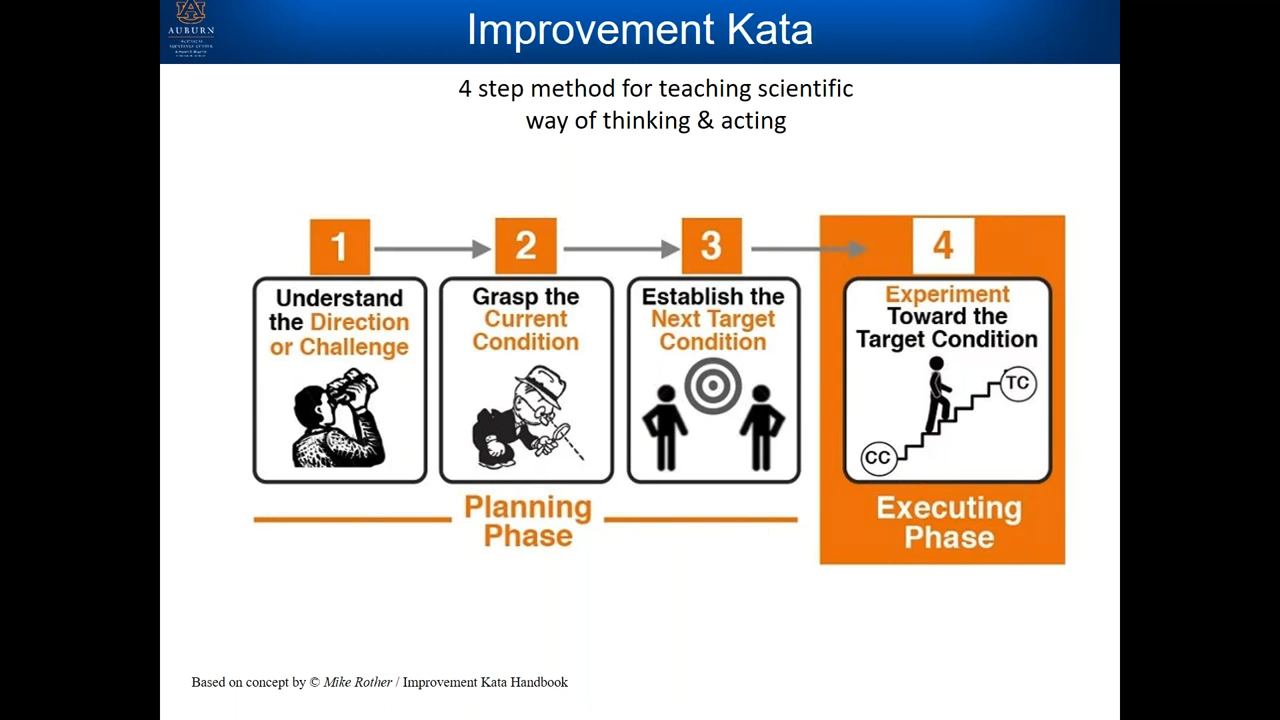 AUBURN
Improvement Kata
4 step method for teaching scientific
way of thinking & acting
1
2
3
4
Understand
the Direction
or Challenge
Grasp the
Current
Condition
Establish the
Next Target
Condition
Experiment
Toward the
Target Condition
TC
CC
Planning
Phase
Executing
Phase
Based on concept by © Mike Rother / Improvement Kata Handbook